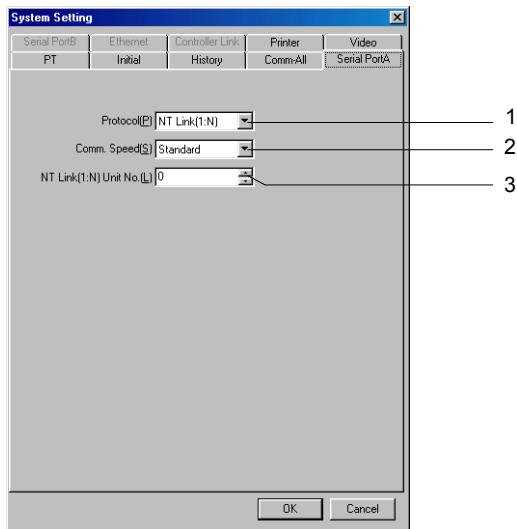 System Setting
Serial PortB Ethernet Controller Link Printer Video
PT Initial History Comm-All Serial PortA
Protocol(P) NT Link(1:N) 1
Comm. Speed(S) Standard 2
NT Link(1:N) Unit No.(L) 0 3
OK Cancel